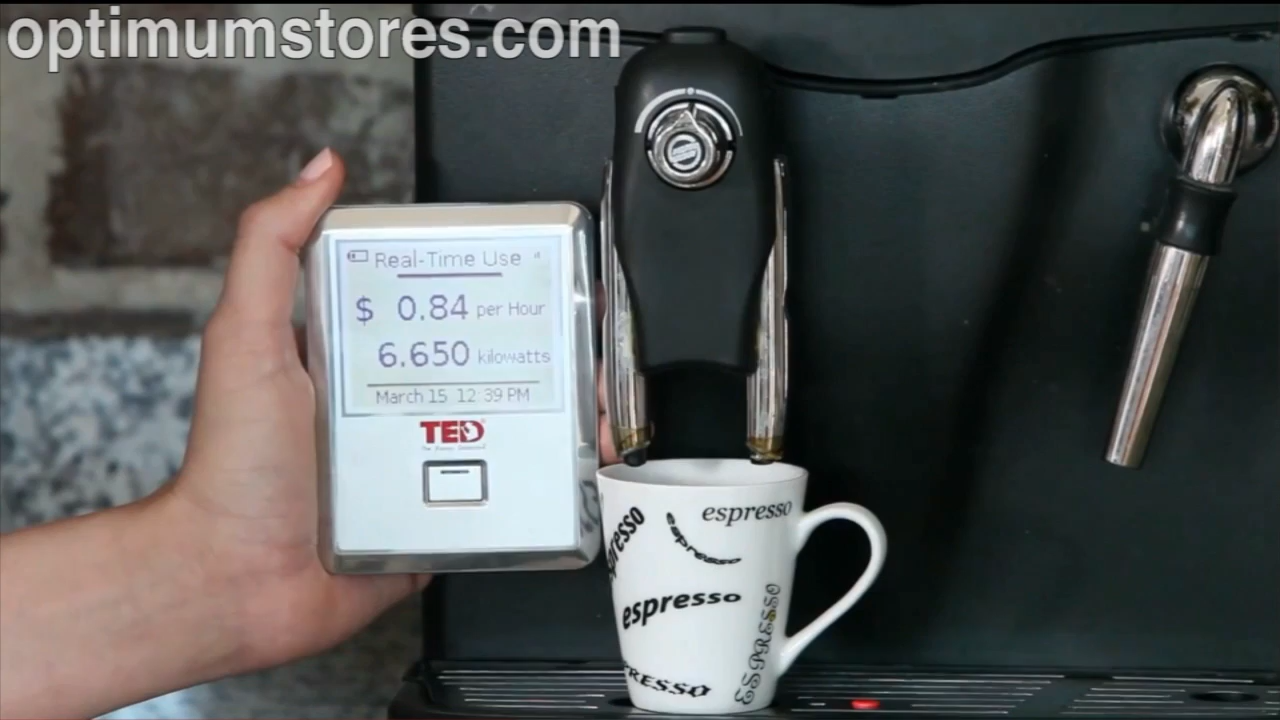 optimumstores.com
Real-Time Use
$ 0.84 per Hour
6.650 kilowatts
March 15 12:39 PM
TED
espresso
espresso
espresso
ESPRESSO